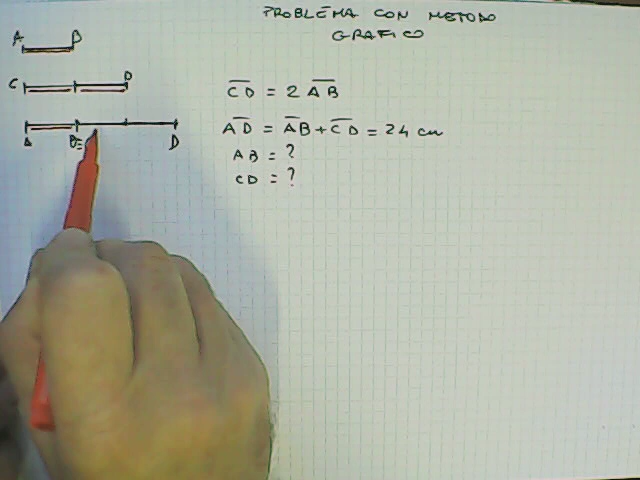 PROBLEMA CON METODO
GRAFICO
A B
C D
A B≡ D
CD = 2 AB
AD = AB + CD = 24 cm
AB = ?
CD = ?